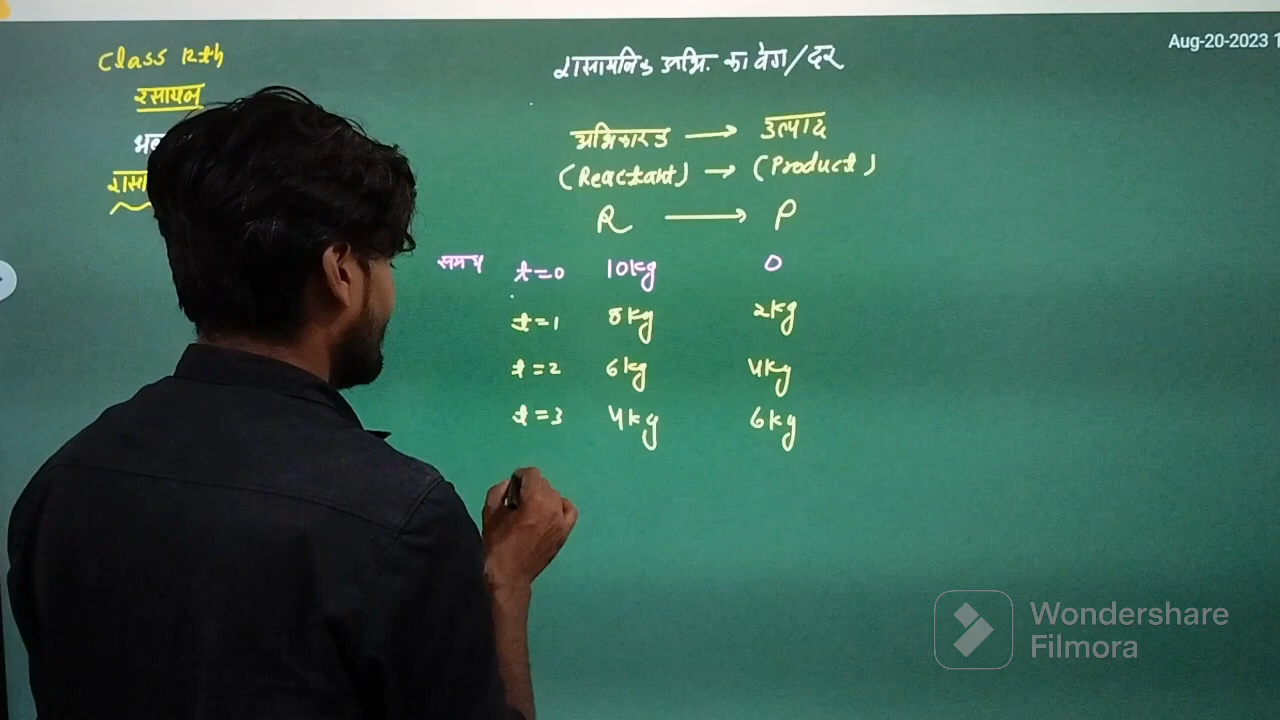 Aug-20-2023 1
Class 12th
रसायन
रासायनिक अभि. का वेग/दर
अभिकारक → उत्पाद
(Reactant) → (Product)
R → P
समय t=0 10kg 0
t=1 8kg 2kg
t=2 6kg 4kg
t=3 4kg 6kg
Wondershare
Filmora